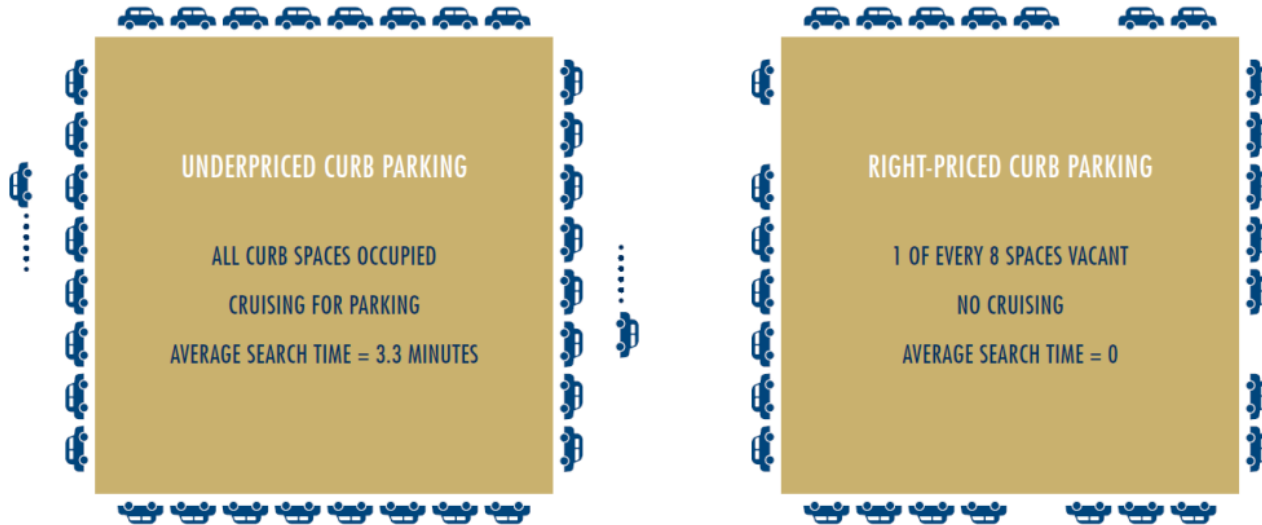 UNDERPRICED CURB PARKING
ALL CURB SPACES OCCUPIED
CRUISING FOR PARKING
AVERAGE SEARCH TIME = 3.3 MINUTES
RIGHT-PRICED CURB PARKING
1 OF EVERY 8 SPACES VACANT
NO CRUISING
AVERAGE SEARCH TIME = 0